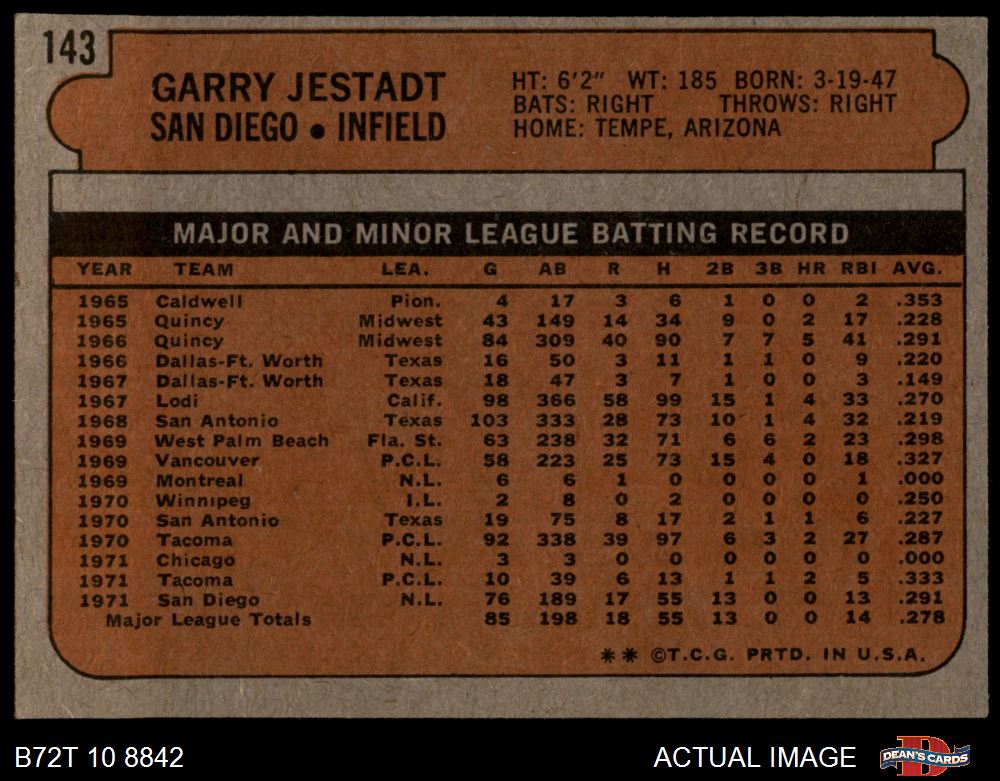 143
GARRY JESTADT
SAN DIEGO • INFIELD
HT: 6'2" WT: 185 BORN: 3-19-47
BATS: RIGHT THROWS: RIGHT
HOME: TEMPE, ARIZONA
MAJOR AND MINOR LEAGUE BATTING RECORD
YEAR TEAM LEA. G AB R H 2B 3B HR RBI AVG.
1965 Caldwell Pion. 4 17 3 6 1 0 0 2 .353
1965 Quincy Midwest 43 149 14 34 9 0 2 17 .228
1966 Quincy Midwest 84 309 40 90 7 7 5 41 .291
1966 Dallas-Ft. Worth Texas 16 50 3 11 1 1 0 9 .220
1967 Dallas-Ft. Worth Texas 18 47 3 7 1 0 0 3 .149
1967 Lodi Calif. 98 366 58 99 15 1 4 33 .270
1968 San Antonio Texas 103 333 28 73 10 1 4 32 .219
1969 West Palm Beach Fla. St. 63 238 32 71 6 6 2 23 .298
1969 Vancouver P.C.L. 58 223 25 73 15 4 0 18 .327
1969 Montreal N.L. 6 6 1 0 0 0 0 1 .000
1970 Winnipeg I.L. 2 8 0 2 0 0 0 0 .250
1970 San Antonio Texas 19 75 8 17 2 1 1 6 .227
1970 Tacoma P.C.L. 92 338 39 97 6 3 2 27 .287
1971 Chicago N.L. 3 3 0 0 0 0 0 0 .000
1971 Tacoma P.C.L. 10 39 6 13 1 1 2 5 .333
1971 San Diego N.L. 76 189 17 55 13 0 0 13 .291
Major League Totals 85 198 18 55 13 0 0 14 .278
** ©T.C.G. PRTD. IN U.S.A.
B72T 10 8842 ACTUAL IMAGE D DEAN'S CARDS